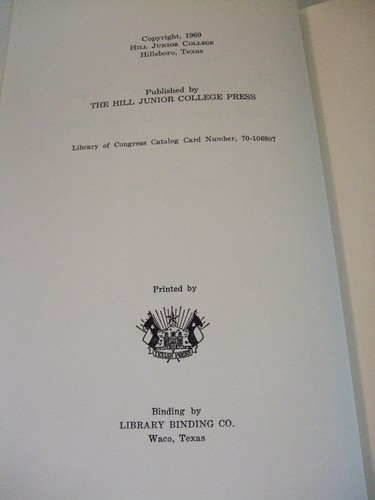 Copyright, 1969
HILL JUNIOR COLLEGE
Hillsboro, Texas
Published by
THE HILL JUNIOR COLLEGE PRESS
Library of Congress Catalog Card Number, 70-106807
Printed by
TEXIAN PRESS
Binding by
LIBRARY BINDING CO.
Waco, Texas